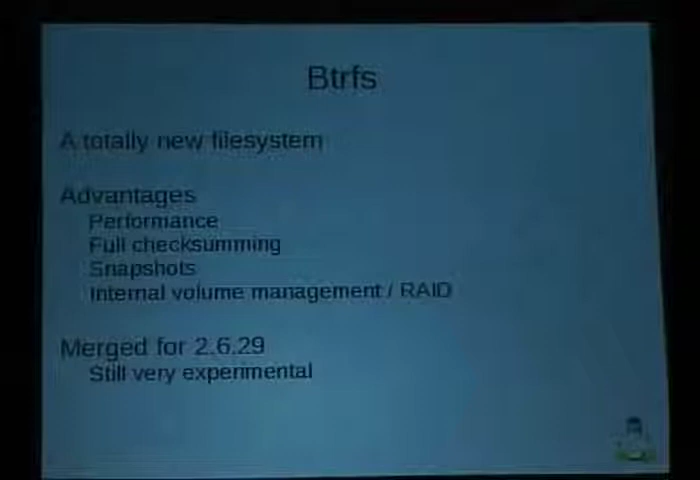 Btrfs
A totally new filesystem
Advantages
Performance
Full checksumming
Snapshots
Internal volume management / RAID
Merged for 2.6.29
Still very experimental